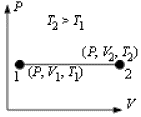 P
T₂ > T₁
(P, V₂, T₂)
1
2
(P, V₁, T₁)
V